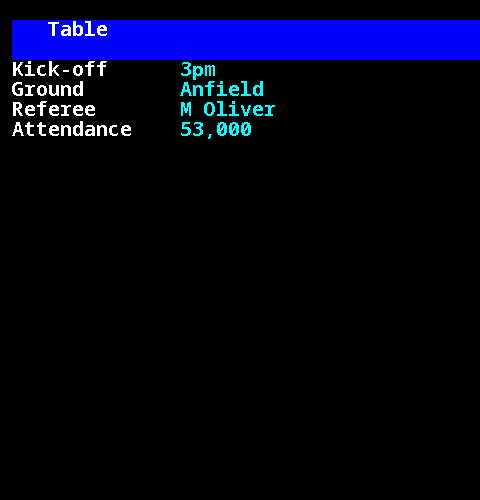 Table
Kick-off 3pm
Ground Anfield
Referee M Oliver
Attendance 53,000